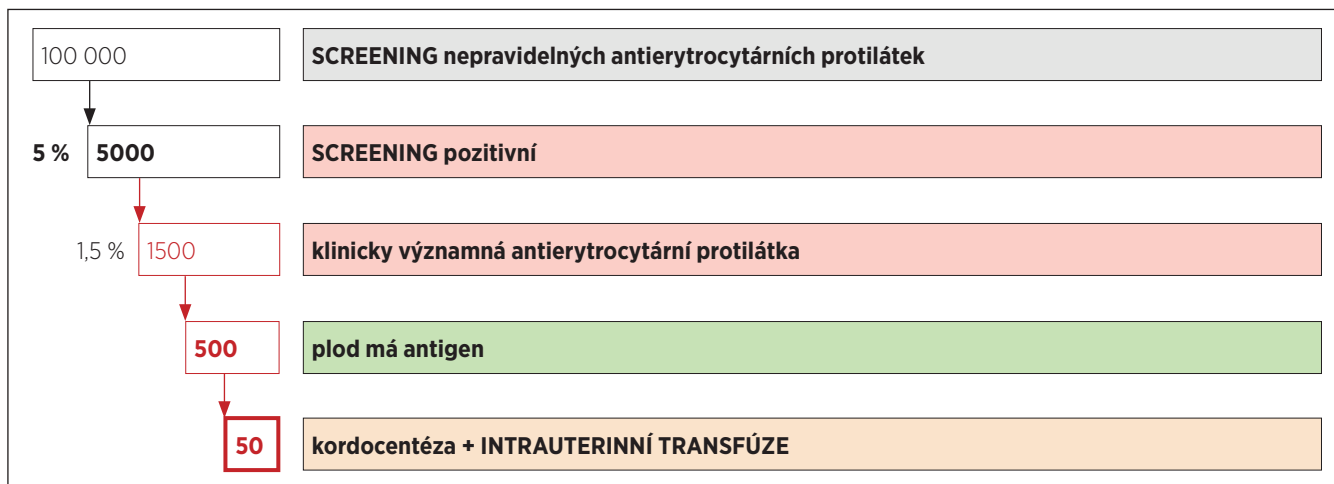 100 000 SCREENING nepravidelných antierytrocytárních protilátek
5 % 5000 SCREENING pozitivní
1,5 % 1500 klinicky významná antierytrocytární protilátka
500 plod má antigen
50 kordocentéza + INTRAUTERINNÍ TRANSFÚZE